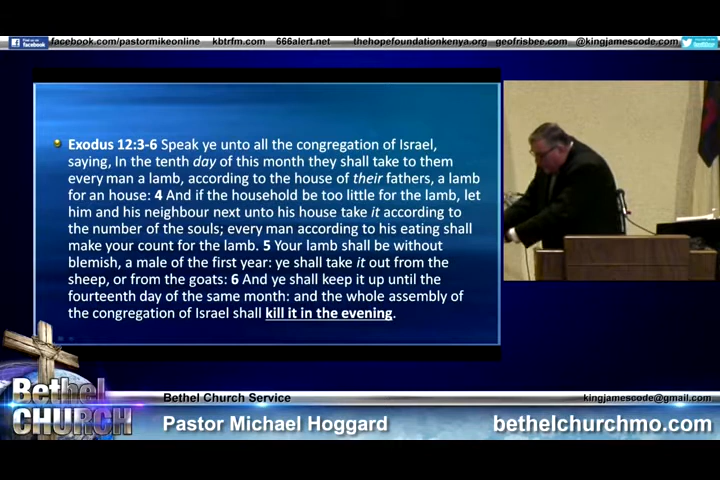 Find us on facebook
facebook.com/pastormikeonline kbtrfm.com 666alert.net thehopefoundationkenya.org geofrisbee.com @kingjamescode.com twitter
Exodus 12:3-6 Speak ye unto all the congregation of Israel,
saying, In the tenth day of this month they shall take to them
every man a lamb, according to the house of their fathers, a lamb
for an house: 4 And if the household be too little for the lamb, let
him and his neighbour next unto his house take it according to
the number of the souls; every man according to his eating shall
make your count for the lamb. 5 Your lamb shall be without
blemish, a male of the first year: ye shall take it out from the
sheep, or from the goats: 6 And ye shall keep it up until the
fourteenth day of the same month: and the whole assembly of
the congregation of Israel shall kill it in the evening.
Bethel
CHURCH
Bethel Church Service kingjamescode@gmail.com
Pastor Michael Hoggard bethelchurchmo.com